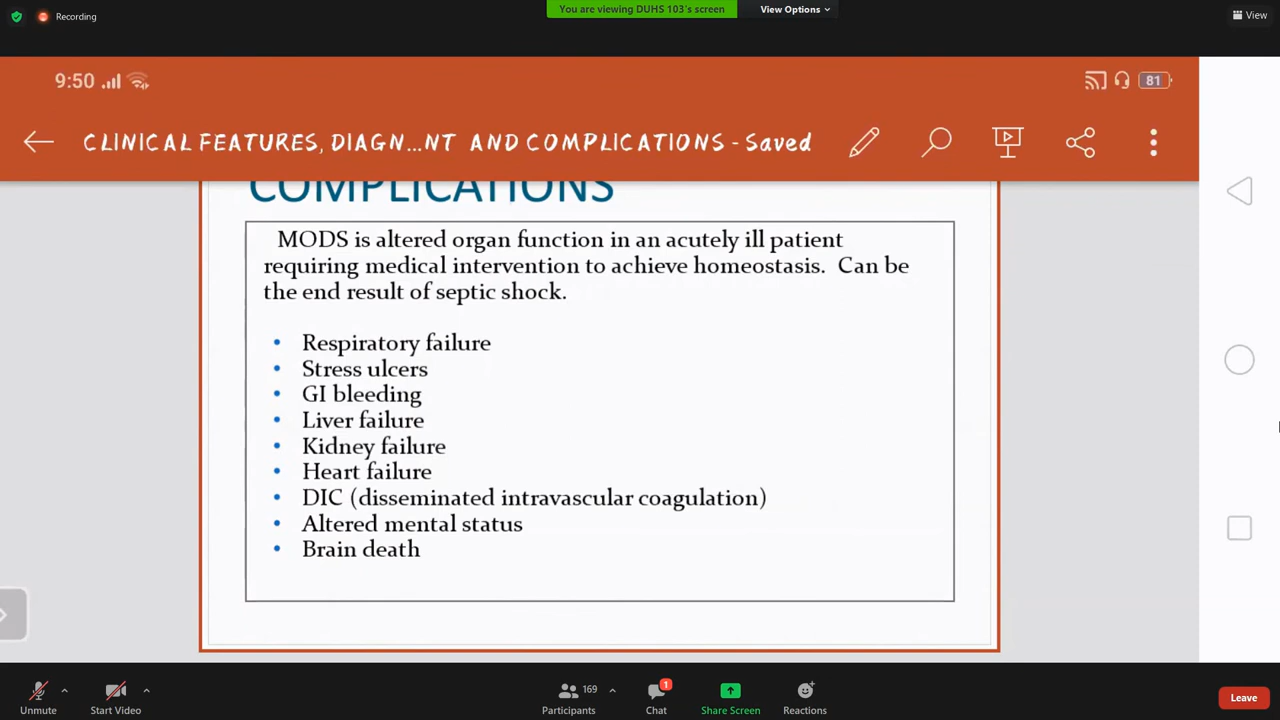 Recording
You are viewing DUHS 103's screen
View Options
View
9:50
81
CLINICAL FEATURES, DIAGN...NT AND COMPLICATIONS - Saved
COMPLICATIONS
MODS is altered organ function in an acutely ill patient
requiring medical intervention to achieve homeostasis. Can be
the end result of septic shock.
• Respiratory failure
• Stress ulcers
• GI bleeding
• Liver failure
• Kidney failure
• Heart failure
• DIC (disseminated intravascular coagulation)
• Altered mental status
• Brain death
Unmute
Start Video
169
Participants
1
Chat
Share Screen
Reactions
Leave